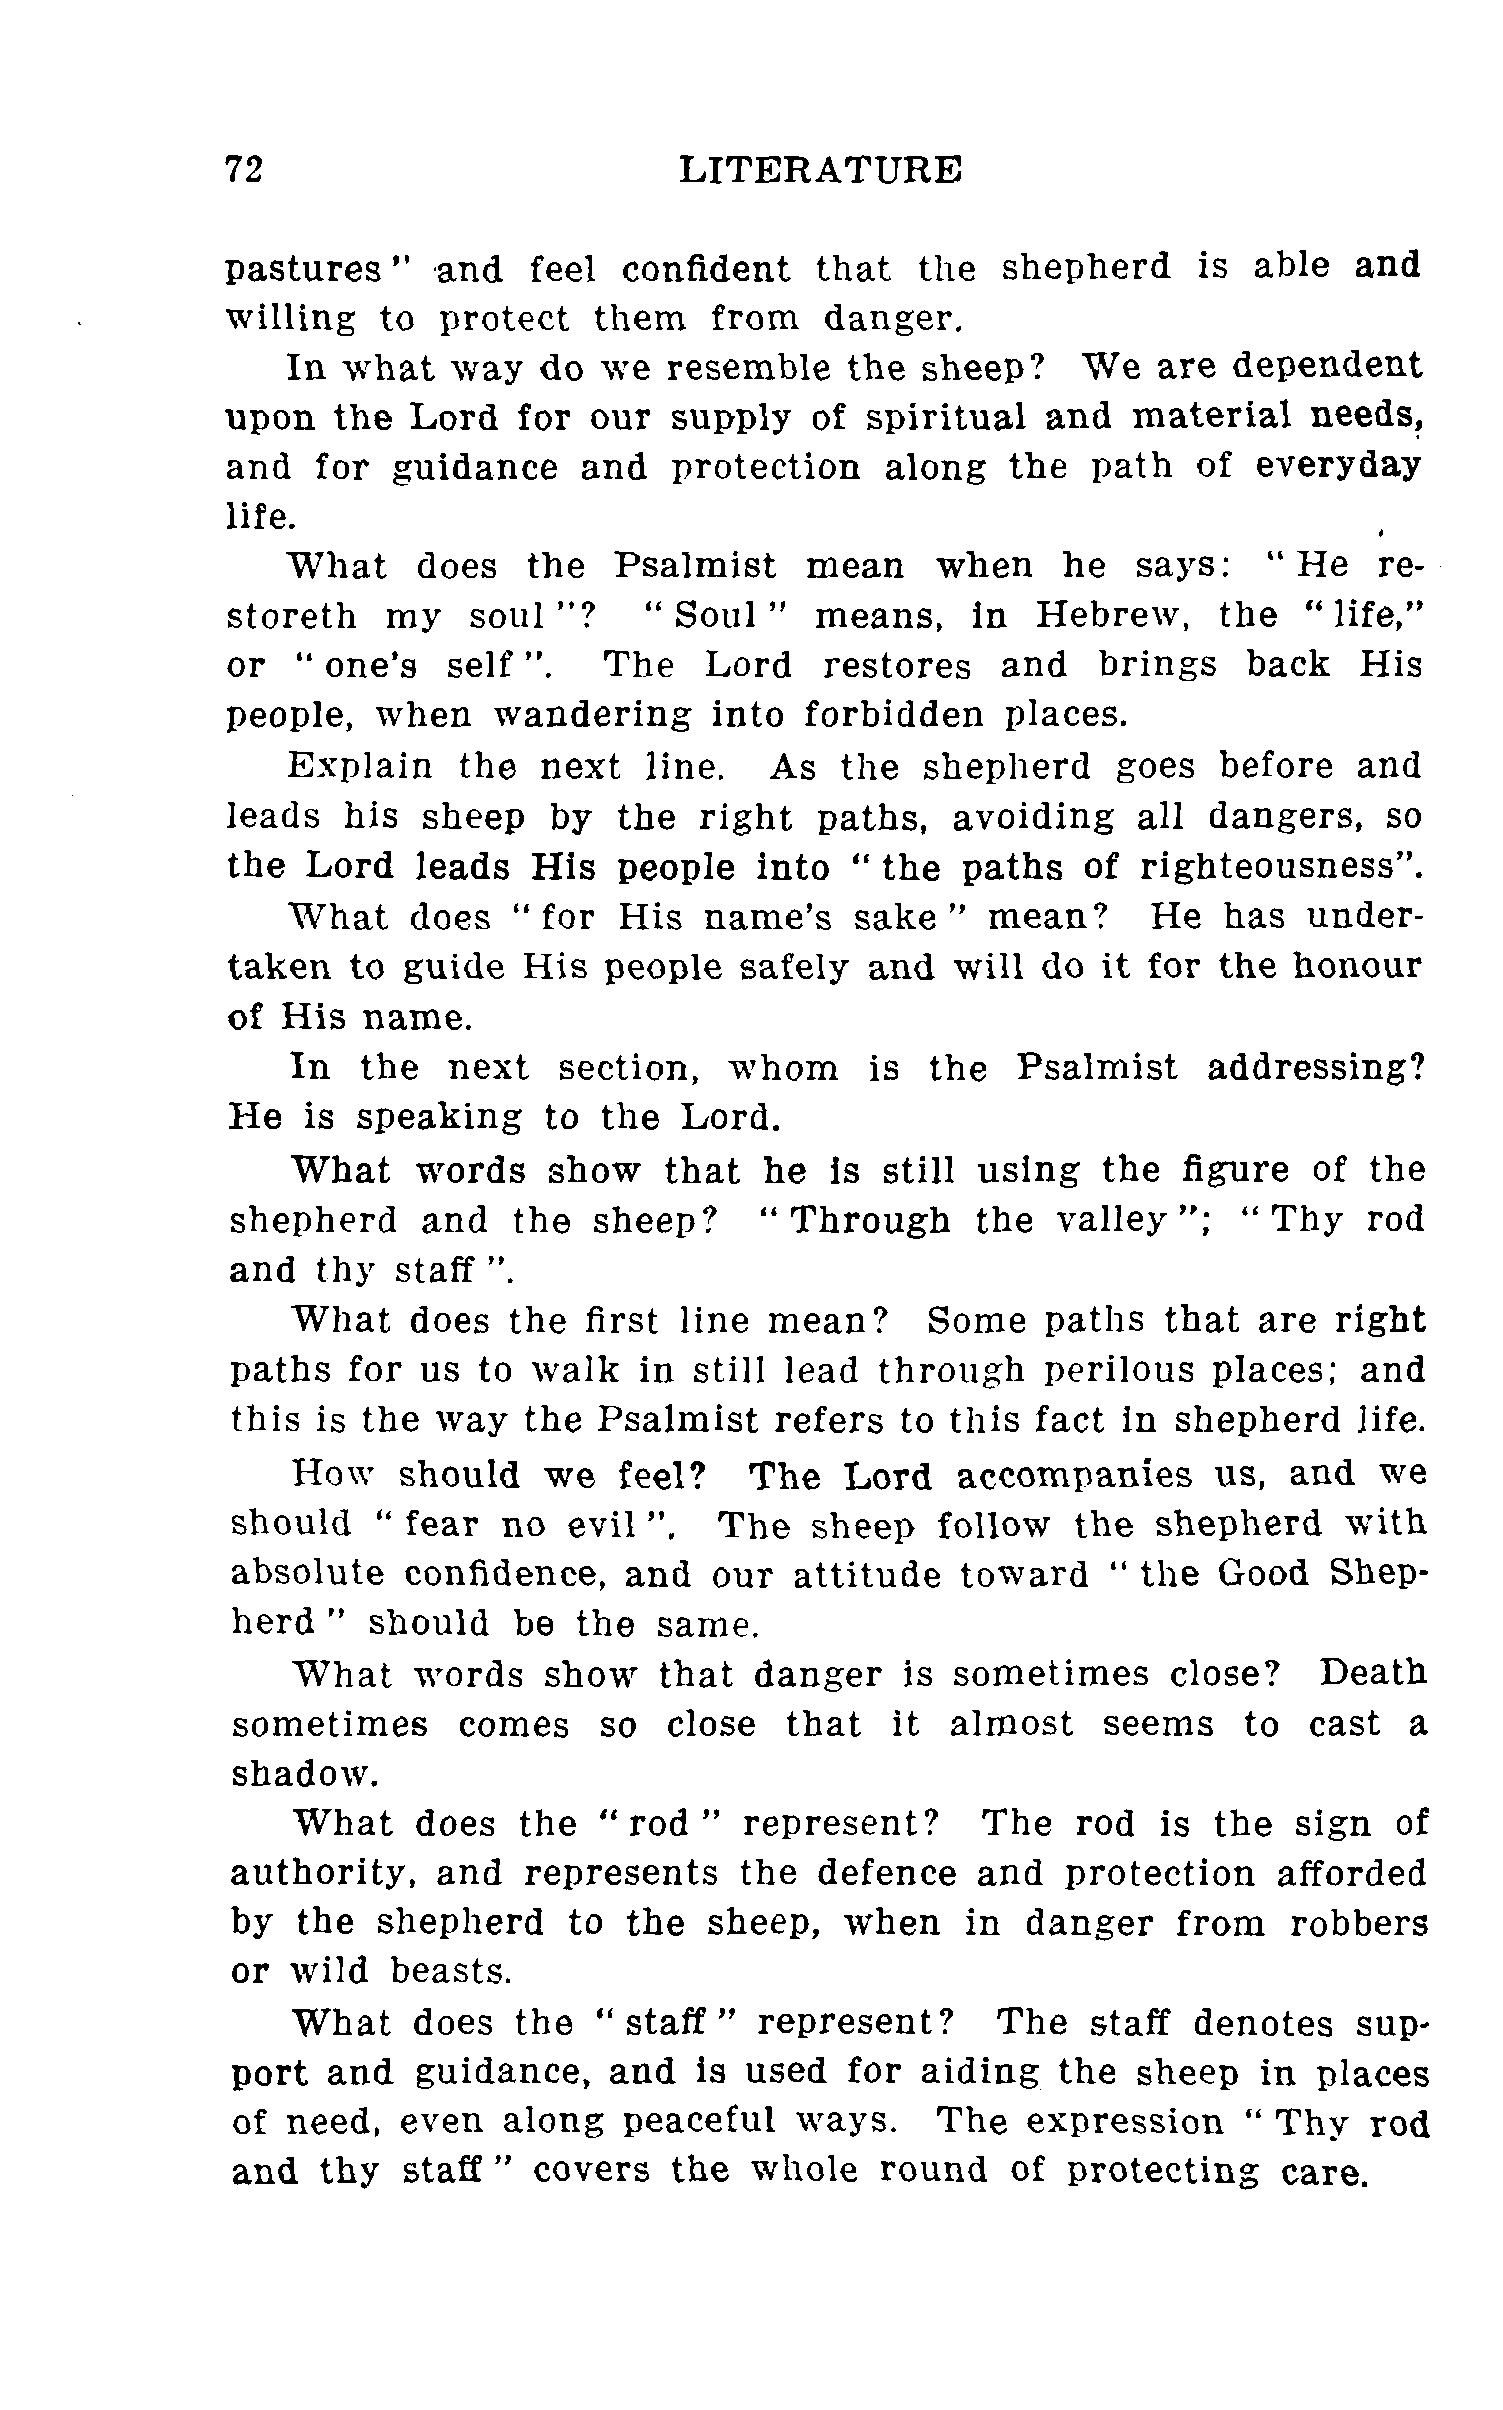 72 LITERATURE
pastures" and feel confident that the shepherd is able and
willing to protect them from danger.
In what way do we resemble the sheep? We are dependent
upon the Lord for our supply of spiritual and material needs,
and for guidance and protection along the path of everyday
life.
What does the Psalmist mean when he says: "He re-
storeth my soul"? "Soul" means, in Hebrew, the "life,"
or "one's self". The Lord restores and brings back His
people, when wandering into forbidden places.
Explain the next line. As the shepherd goes before and
leads his sheep by the right paths, avoiding all dangers, so
the Lord leads His people into "the paths of righteousness".
What does "for His name's sake" mean? He has under-
taken to guide His people safely and will do it for the honour
of His name.
In the next section, whom is the Psalmist addressing?
He is speaking to the Lord.
What words show that he is still using the figure of the
shepherd and the sheep? "Through the valley"; "Thy rod
and thy staff".
What does the first line mean? Some paths that are right
paths for us to walk in still lead through perilous places; and
this is the way the Psalmist refers to this fact in shepherd life.
How should we feel? The Lord accompanies us, and we
should "fear no evil". The sheep follow the shepherd with
absolute confidence, and our attitude toward "the Good Shep-
herd" should be the same.
What words show that danger is sometimes close? Death
sometimes comes so close that it almost seems to cast a
shadow.
What does the "rod" represent? The rod is the sign of
authority, and represents the defence and protection afforded
by the shepherd to the sheep, when in danger from robbers
or wild beasts.
What does the "staff" represent? The staff denotes sup-
port and guidance, and is used for aiding the sheep in places
of need, even along peaceful ways. The expression "Thy rod
and thy staff" covers the whole round of protecting care.